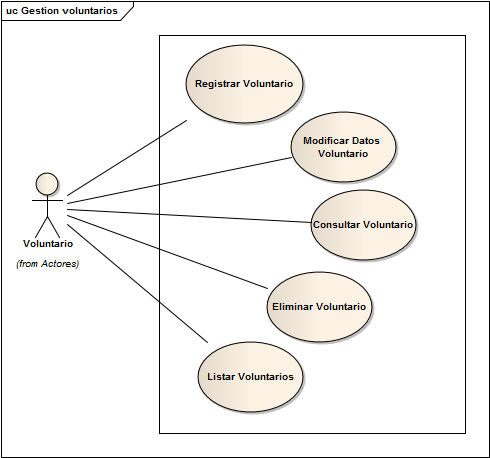 uc Gestion voluntarios
Registrar Voluntario
Modificar Datos
Voluntario
Consultar Voluntario
Voluntario
(from Actores)
Eliminar Voluntario
Listar Voluntarios